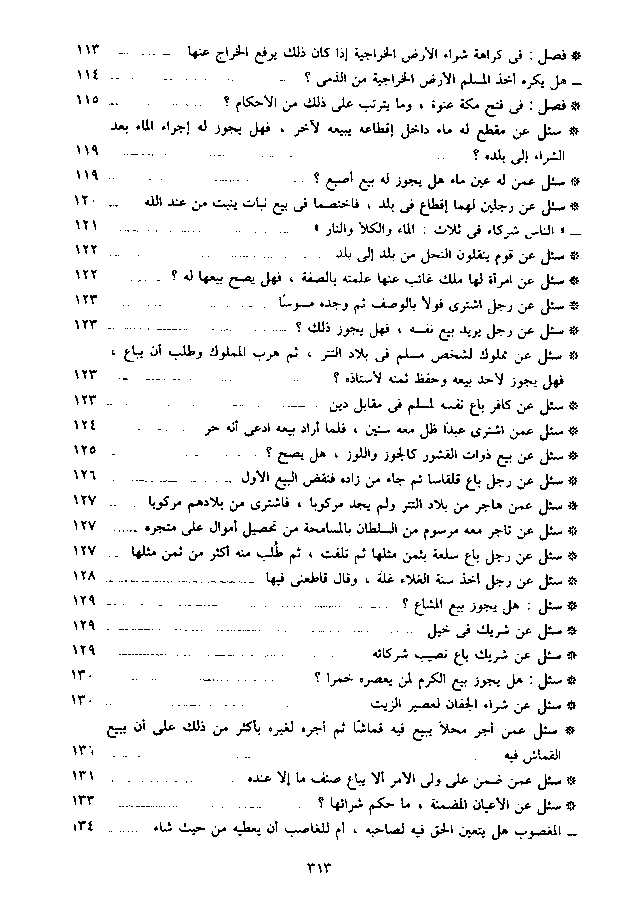 * فصل : فى كراهة شراء الأرض الخراجية إذا كان ذلك يرفع الخراج عنها ........ ١١٣
ـ هل يكره أخذ المسلم الأرض الخراجية من الذمى ؟ ........ ١١٤
* فصل : فى فتح مكة عنوة ، وما يترتب على ذلك من الأحكام ؟ ........ ١١٥
* سئل عن مقطع له ماء داخل إقطاعه يبيعه لآخر ، فهل يجوز له إجراء الماء بعد
الشراء إلى بلده ؟ ........ ١١٩
* سئل عمن له عين ماء هل يجوز له بيع أصبع ؟ ........ ١١٩
* سئل عن رجلين لهما إقطاع فى بلد ، فاختصما فى بيع نبات ينبت من عند الله ... ١٢٠
ـ « الناس شركاء فى ثلاث : الماء والكلأ والنار » ........ ١٢١
* سئل عن قوم ينقلون النحل من بلد إلى بلد ........ ١٢٢
* سئل عن امرأة لها ملك غائب عنها علمته بالصفة ، فهل يصح بيعها له ؟ ........ ١٢٢
* سئل عن رجل اشترى فولاً بالوصف ثم وجده مسوسًا ........ ١٢٣
* سئل عن رجل يريد بيع نفسه ، فهل يجوز ذلك ؟ ........ ١٢٣
* سئل عن مملوك لشخص مسلم فى بلاد التتر ، ثم هرب المملوك وطلب أن يباع ،
فهل يجوز لأحد بيعه وحفظ ثمنه لأستاذه ؟ ........ ١٢٣
* سئل عن كافر باع نفسه لمسلم فى مقابل دين ........ ١٢٣
* سئل عمن اشترى عبدًا ظل معه سنين ، فلما أراد بيعه ادعى أنه حر ........ ١٢٤
* سئل عن بيع ذوات القشور كالجوز واللوز ، هل يصح ؟ ........ ١٢٥
* سئل عن رجل باع قلقاسا ثم جاء من زاده فنقض البيع الأول ........ ١٢٦
* سئل عمن هاجر من بلاد التتر ولم يجد مركوبا ، فاشترى من بلادهم مركوبا ١٢٧
* سئل عن تاجر معه مرسوم من السلطان بالمسامحة من تحصيل أموال على متجره ...... ١٢٧
* سئل عن رجل باع سلعة بثمن مثلها ثم تلفت ، ثم طُلب منه أكثر من ثمن مثلها .. ١٢٧
* سئل عن رجل أخذ سنة الغلاء غلة ، وقال قاطعنى فيها ........ ١٢٨
* سئل : هل يجوز بيع المشاع ؟ ........ ١٢٩
* سئل عن شريك فى خيل ........ ١٢٩
* سئل عن شريك باع نصيب شركائه ........ ١٢٩
* سئل : هل يجوز بيع الكرم لمن يعصره خمرا ؟ ........ ١٣٠
* سئل عن شراء الجفان لعصير الزيت ........ ١٣٠
* سئل عمن أجر محلاً يبيع فيه قماشًا ثم أجره لغيره بأكثر من ذلك على أن يبيع
القماش فيه ........ ١٣١
* سئل عمن ضمن على ولى الأمر ألا يباع صنف ما إلا عنده ........ ١٣١
* سئل عن الأعيان المضمنة ، ما حكم شرائها ؟ ........ ١٣٣
ـ المغصوب هل يتعين الحق فيه لصاحبه ، أم للغاصب أن يعطيه من حيث شاء ...... ١٣٤
٣١٣